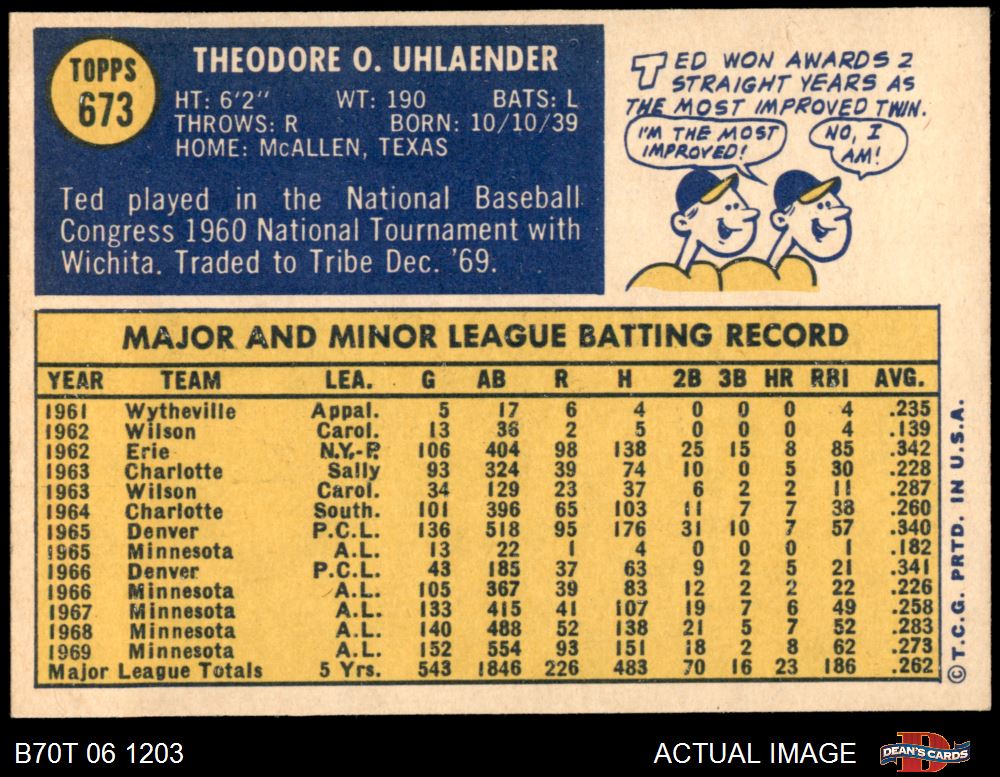 TOPPS
673
THEODORE O. UHLAENDER
HT: 6'2" WT: 190 BATS: L
THROWS: R BORN: 10/10/39
HOME: McALLEN, TEXAS
Ted played in the National Baseball
Congress 1960 National Tournament with
Wichita. Traded to Tribe Dec. '69.
TED WON AWARDS 2
STRAIGHT YEARS AS
THE MOST IMPROVED TWIN.
I'M THE MOST
IMPROVED!
NO, I
AM!
MAJOR AND MINOR LEAGUE BATTING RECORD
YEAR TEAM LEA. G AB R H 2B 3B HR RBI AVG.
1961 Wytheville Appal. 5 17 6 4 0 0 0 4 .235
1962 Wilson Carol. 13 36 2 5 0 0 0 4 .139
1962 Erie N.Y.-P. 106 404 98 138 25 15 8 85 .342
1963 Charlotte Sally 93 324 39 74 10 0 5 30 .228
1963 Wilson Carol. 34 129 23 37 6 2 2 11 .287
1964 Charlotte South. 101 396 65 103 11 7 7 38 .260
1965 Denver P.C.L. 136 518 95 176 31 10 7 57 .340
1965 Minnesota A.L. 13 22 1 4 0 0 0 1 .182
1966 Denver P.C.L. 43 185 37 63 9 2 5 21 .341
1966 Minnesota A.L. 105 367 39 83 12 2 2 22 .226
1967 Minnesota A.L. 133 415 41 107 19 7 6 49 .258
1968 Minnesota A.L. 140 488 52 138 21 5 7 52 .283
1969 Minnesota A.L. 152 554 93 151 18 2 8 62 .273
Major League Totals 5 Yrs. 543 1846 226 483 70 16 23 186 .262
© T.C.G. PRTD. IN U.S.A.
B70T 06 1203
ACTUAL IMAGE
DEAN'S CARDS